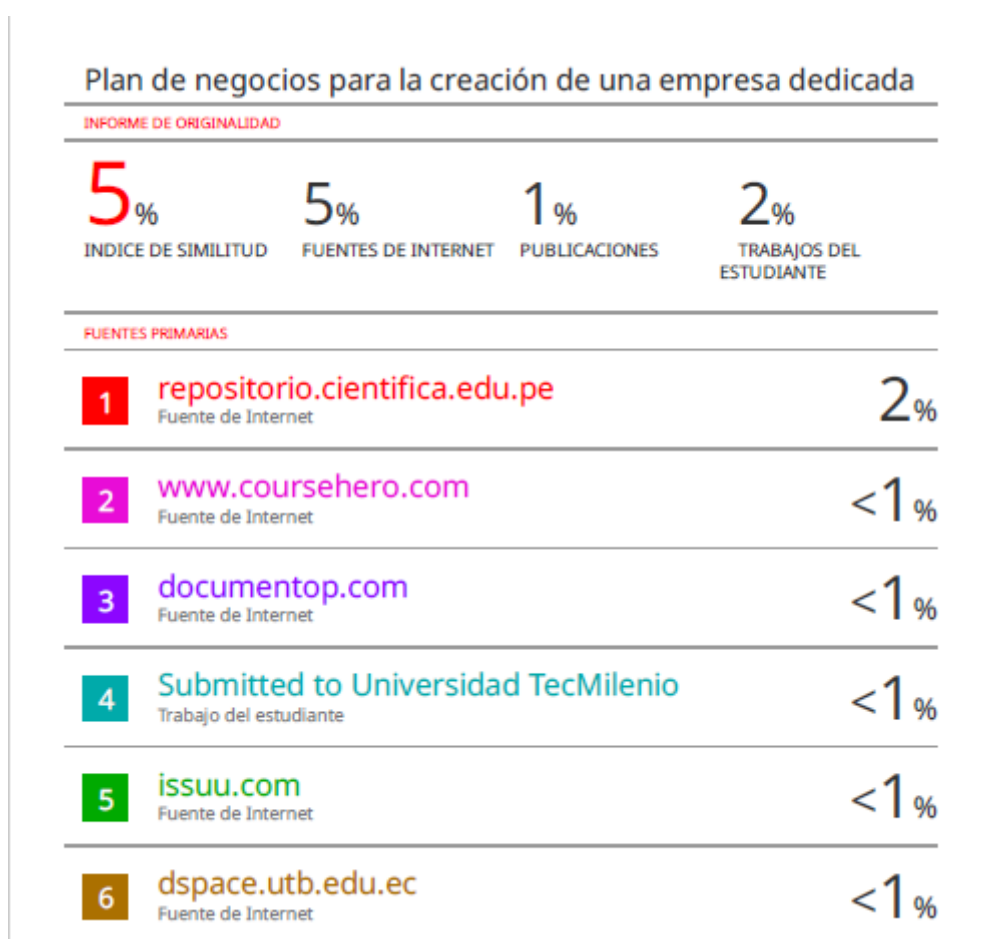 Plan de negocios para la creación de una empresa dedicada
INFORME DE ORIGINALIDAD
5% 5% 1% 2%
INDICE DE SIMILITUD FUENTES DE INTERNET PUBLICACIONES TRABAJOS DEL
ESTUDIANTE
FUENTES PRIMARIAS
1 repositorio.cientifica.edu.pe 2%
Fuente de Internet
2 www.coursehero.com <1%
Fuente de Internet
3 documentop.com <1%
Fuente de Internet
4 Submitted to Universidad TecMilenio <1%
Trabajo del estudiante
5 issuu.com <1%
Fuente de Internet
6 dspace.utb.edu.ec <1%
Fuente de Internet